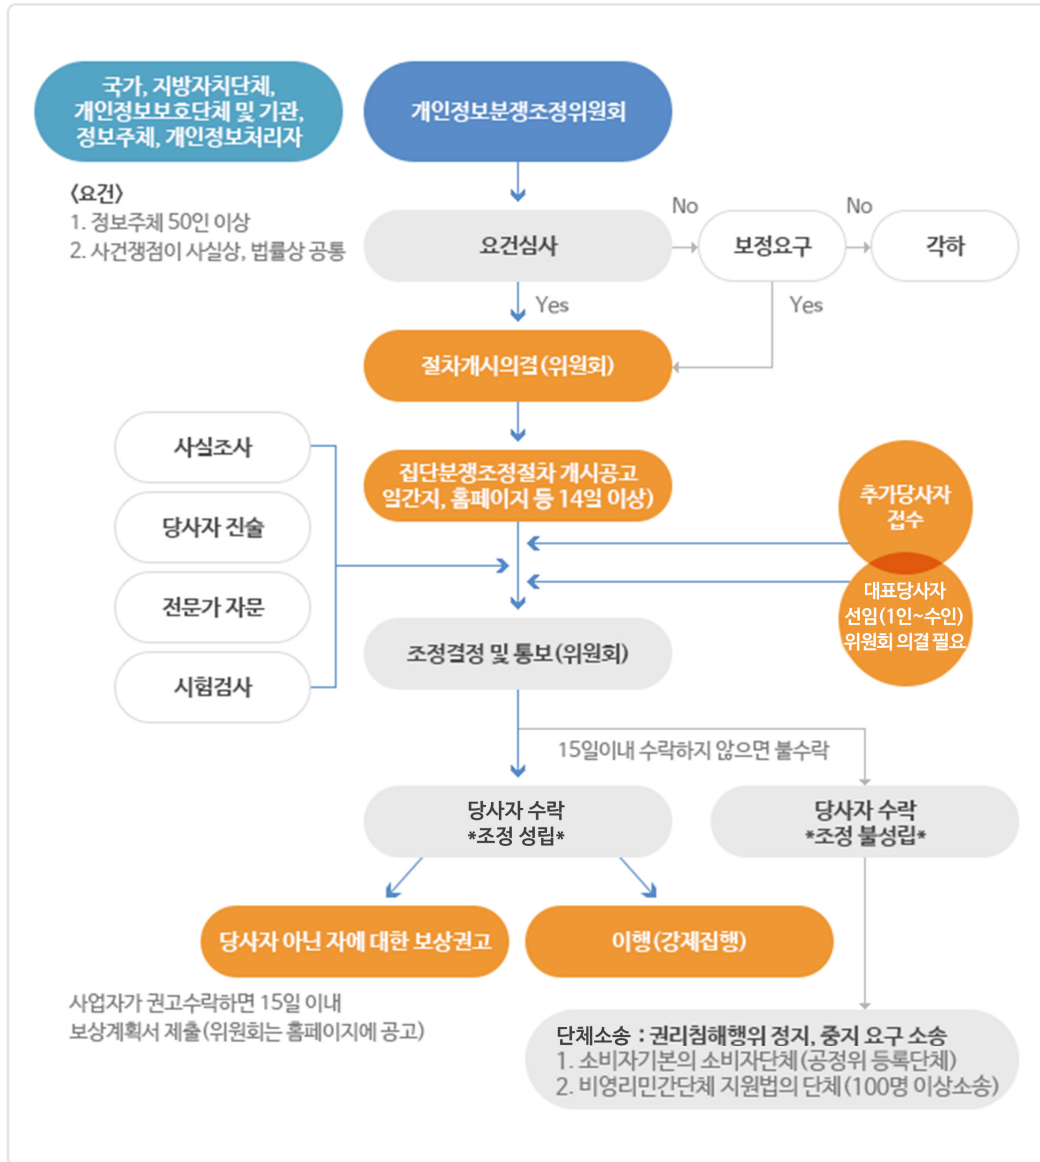 국가, 지방자치단체,
개인정보보호단체 및 기관,
정보주체, 개인정보처리자
개인정보분쟁조정위원회
<요건>
1. 정보주체 50인 이상
2. 사건쟁점이 사실상, 법률상 공통
요건심사
No
보정요구
No
각하
Yes
Yes
절차개시의결(위원회)
집단분쟁조정절차 개시공고
일간지, 홈페이지 등 14일 이상)
사실조사
당사자 진술
전문가 자문
시험검사
추가당사자
접수
대표당사자
선임(1인~수인)
위원회 의결 필요
조정결정 및 통보(위원회)
15일이내 수락하지 않으면 불수락
당사자 수락
*조정 성립*
당사자 수락
*조정 불성립*
당사자 아닌 자에 대한 보상권고
이행(강제집행)
사업자가 권고수락하면 15일 이내
보상계획서 제출(위원회는 홈페이지에 공고)
단체소송 : 권리침해행위 정지, 중지 요구 소송
1. 소비자기본의 소비자단체(공정위 등록단체)
2. 비영리민간단체 지원법의 단체(100명 이상소송)